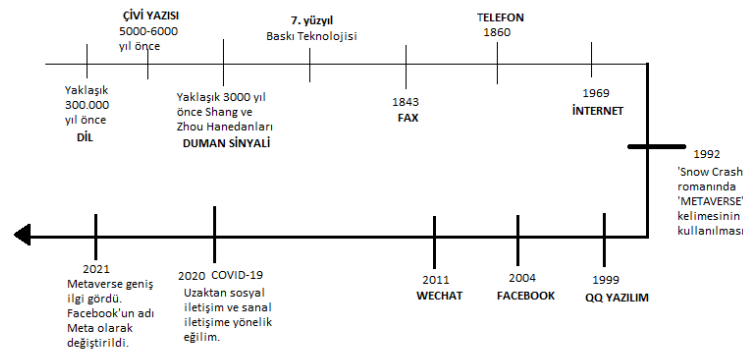 ÇİVİ YAZISI
5000-6000
yıl önce
7. yüzyıl
Baskı Teknolojisi
TELEFON
1860
Yaklaşık
300.000
yıl önce
DİL
Yaklaşık 3000 yıl
önce Shang ve
Zhou Hanedanları
DUMAN SİNYALİ
1843
FAX
1969
İNTERNET
1992
'Snow Crash
romanında
'METAVERSE'
kelimesinin
kullanılması
2021
Metaverse geniş
ilgi gördü.
Facebook'un adı
Meta olarak
değiştirildi.
2020 COVID-19
Uzaktan sosyal
iletişim ve sanal
iletişime yönelik
eğilim.
2011
WECHAT
2004
FACEBOOK
1999
QQ YAZILIM